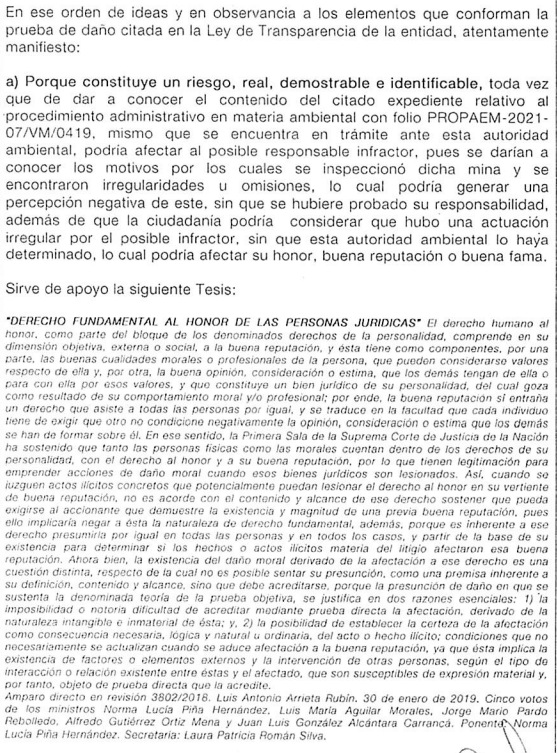 En ese orden de ideas y en observancia a los elementos que conforman la
prueba de daño citada en la Ley de Transparencia de la entidad, atentamente
manifiesto:
a) Porque constituye un riesgo, real, demostrable e identificable, toda vez
que de dar a conocer el contenido del citado expediente relativo al
procedimiento administrativo en materia ambiental con folio PROPAEM-2021-
07/VM/0419, mismo que se encuentra en trámite ante esta autoridad
ambiental, podría afectar al posible responsable infractor, pues se darían a
conocer los motivos por los cuales se inspeccionó dicha mina y se
encontraron irregularidades u omisiones, lo cual podría generar una
percepción negativa de este, sin que se hubiere probado su responsabilidad,
además de que la ciudadanía podría considerar que hubo una actuación
irregular por el posible infractor, sin que esta autoridad ambiental lo haya
determinado, lo cual podría afectar su honor, buena reputación o buena fama.
Sirve de apoyo la siguiente Tesis:
"DERECHO FUNDAMENTAL AL HONOR DE LAS PERSONAS JURIDICAS" El derecho humano al
honor, como parte del bloque de los denominados derechos de la personalidad, comprende en su
dimensión objetiva, externa o social, a la buena reputación, y ésta tiene como componentes, por una
parte, las buenas cualidades morales o profesionales de la persona, que pueden considerarse valores
respecto de ella y, por otra, la buena opinión, consideración o estima, que los demás tengan de ella o
para con ella por esos valores, y que constituye un bien jurídico de su personalidad, del cual goza
como resultado de su comportamiento moral y/o profesional; por ende, la buena reputación si entraña
un derecho que asiste a todas las personas por igual, y se traduce en la facultad que cada individuo
tiene de exigir que otro no condicione negativamente la opinión, consideración o estima que los demás
se han de formar sobre él. En ese sentido, la Primera Sala de la Suprema Corte de Justicia de la Nación
ha sostenido que tanto las personas físicas como las morales cuentan dentro de los derechos de su
personalidad, con el derecho al honor y a su buena reputación, por lo que tienen legitimación para
emprender acciones de daño moral cuando esos bienes jurídicos son lesionados. Así, cuando se
juzguen actos ilícitos concretos que potencialmente puedan lesionar el derecho al honor en su vertiente
de buena reputación, no es acorde con el contenido y alcance de ese derecho sostener que pueda
exigirse al accionante que demuestre la existencia y magnitud de una previa buena reputación, pues
ello implicaría negar a ésta la naturaleza de derecho fundamental, además, porque es inherente a ese
derecho presumirla por igual en todas las personas y en todos los casos, y partir de la base de su
existencia para determinar si los hechos o actos ilícitos materia del litigio afectaron esa buena
reputación. Ahora bien, la existencia del daño moral derivado de la afectación a ese derecho es una
cuestión distinta, respecto de la cual no es posible sentar su presunción, como una premisa inherente a
su definición, contenido y alcance, sino que debe acreditarse, porque la presunción de daño en que se
sustenta la denominada teoría de la prueba objetiva, se justifica en dos razones esenciales: 1) la
imposibilidad o notoria dificultad de acreditar mediante prueba directa la afectación, derivado de la
naturaleza intangible e inmaterial de ésta; y, 2) la posibilidad de establecer la certeza de la afectación
como consecuencia necesaria, lógica y natural u ordinaria, del acto o hecho ilícito; condiciones que no
necesariamente se actualizan cuando se aduce afectación a la buena reputación, ya que ésta implica la
existencia de factores o elementos externos y la intervención de otras personas, según el tipo de
interacción o relación existente entre éstas y el afectado, que son susceptibles de expresión material y,
por tanto, objeto de prueba directa que la acredite.
Amparo directo en revisión 3802/2018. Luis Antonio Arrieta Rubín. 30 de enero de 2019. Cinco votos
de los ministros Norma Lucía Piña Hernández, Luis María Aguilar Morales, Jorge Mario Pardo
Rebolledo, Alfredo Gutiérrez Ortiz Mena y Juan Luis González Alcántara Carrancá. Ponente: Norma
Lucía Piña Hernández. Secretaria: Laura Patricia Román Silva.